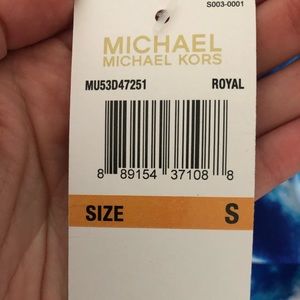 S003-0001
MICHAEL
MICHAEL KORS
MU53D47251 ROYAL
8 89154 37108 8
SIZE S